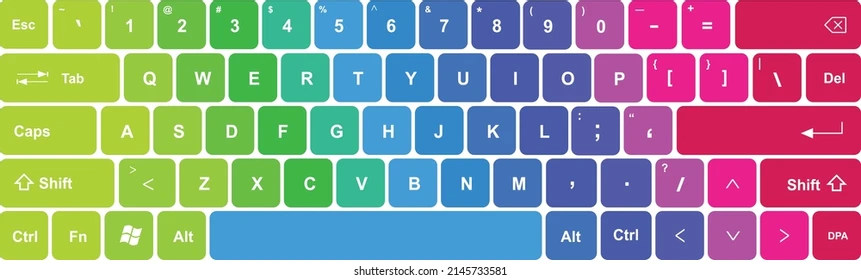 Esc ~ ` ! 1 @ 2 # 3 $ 4 % 5 ^ 6 & 7 * 8 ( 9 ) 0 — - + =
Tab Q W E R T Y U I O P { [ } ] | \ Del
Caps A S D F G H J K L : ; “ ‘
Shift > < Z X C V B N M , . ? / ^ Shift
Ctrl Fn Alt Alt Ctrl < v > DPA
shutterstock.com · 2145733581